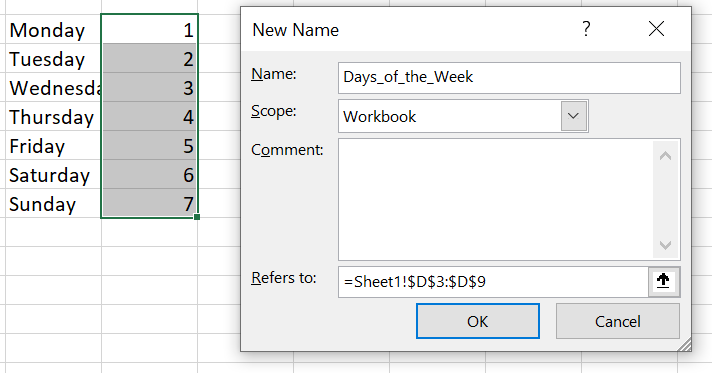 Monday 1
Tuesday 2
Wednesda 3
Thursday 4
Friday 5
Saturday 6
Sunday 7
New Name ?
Name: Days_of_the_Week
Scope: Workbook
Comment:
Refers to: =Sheet1!$D$3:$D$9
OK Cancel